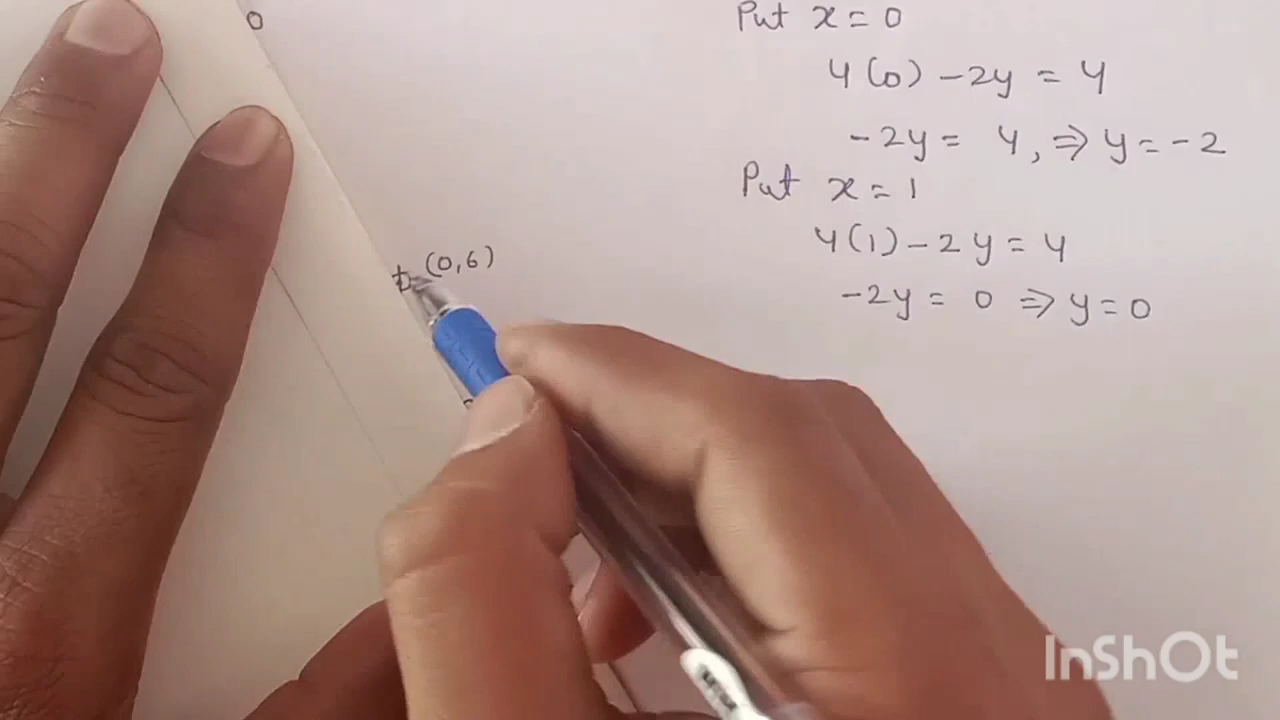 0
Put x = 0
4(0) - 2y = 4
-2y = 4, ⇒ y = -2
Put x = 1
4(1) - 2y = 4
(0,6)
-2y = 0 ⇒ y = 0
InShOt